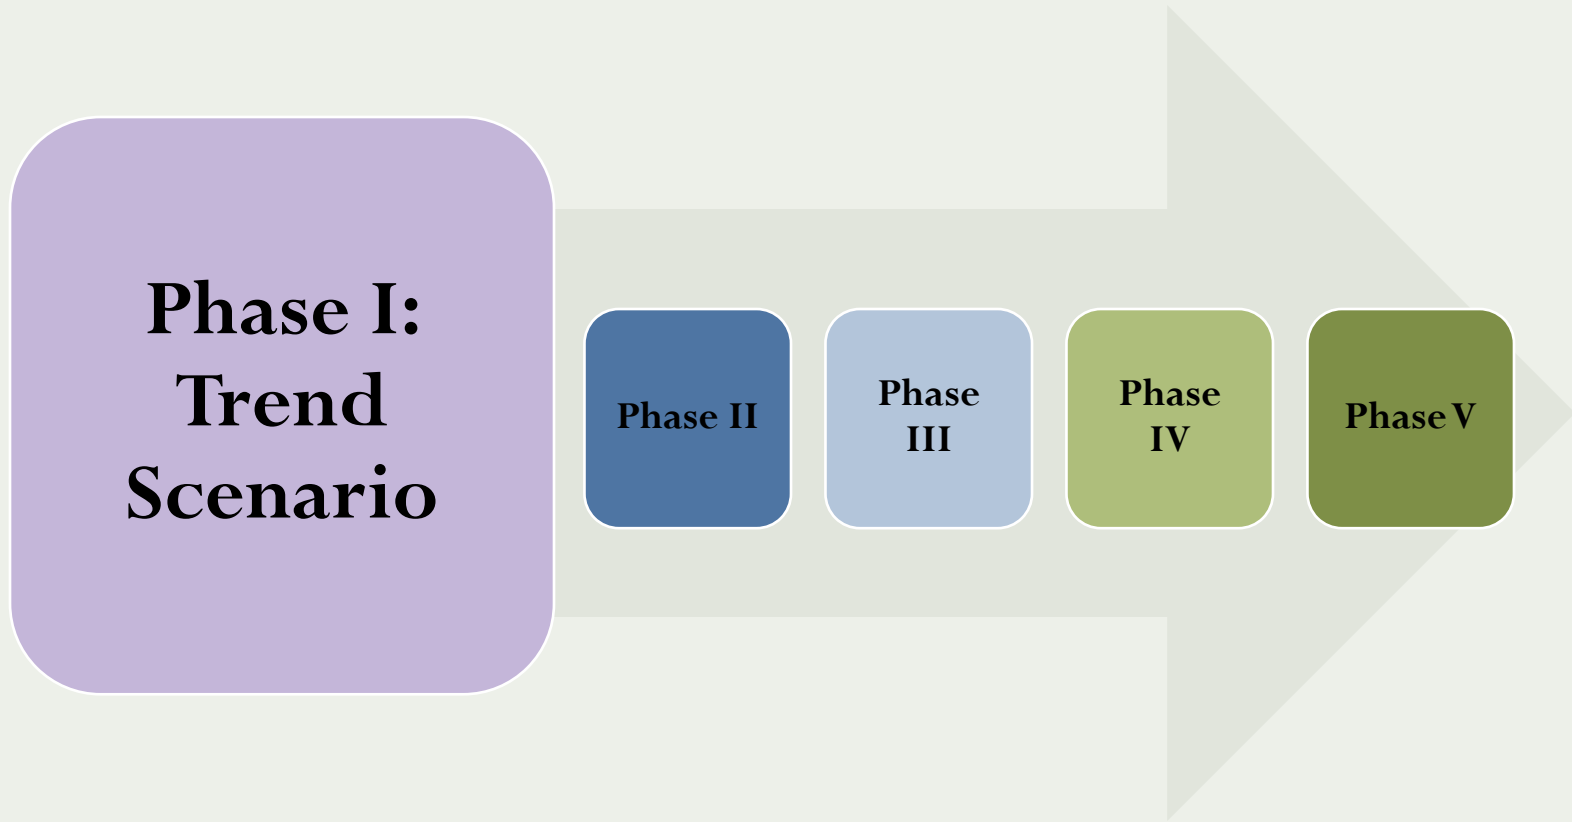 Phase I:
Trend
Scenario
Phase II
Phase
III
Phase
IV
Phase V